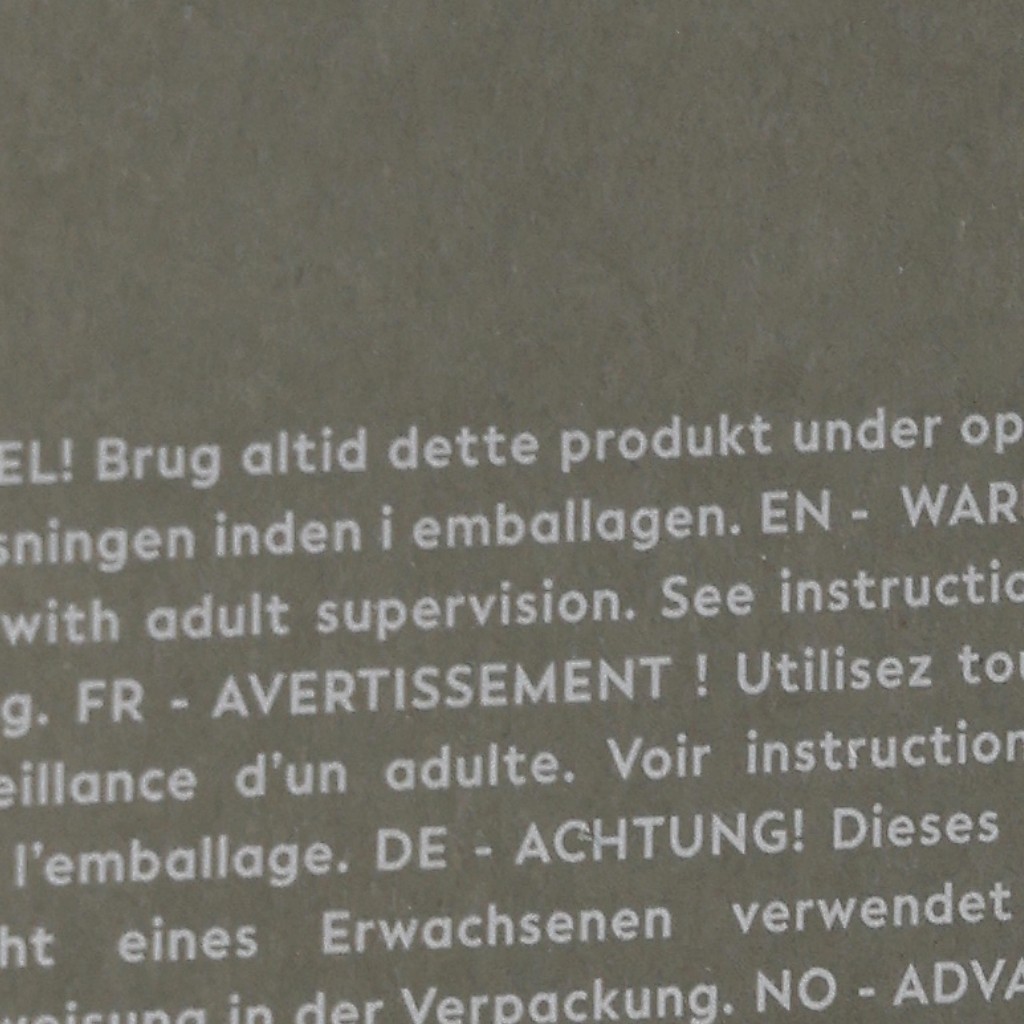 EL! Brug altid dette produkt under op
sningen inden i emballagen. EN - WAR
with adult supervision. See instructio
g. FR - AVERTISSEMENT ! Utilisez tou
eillance d'un adulte. Voir instruction
l'emballage. DE - ACHTUNG! Dieses
ht eines Erwachsenen verwendet
weisung in der Verpackung. NO - ADVA